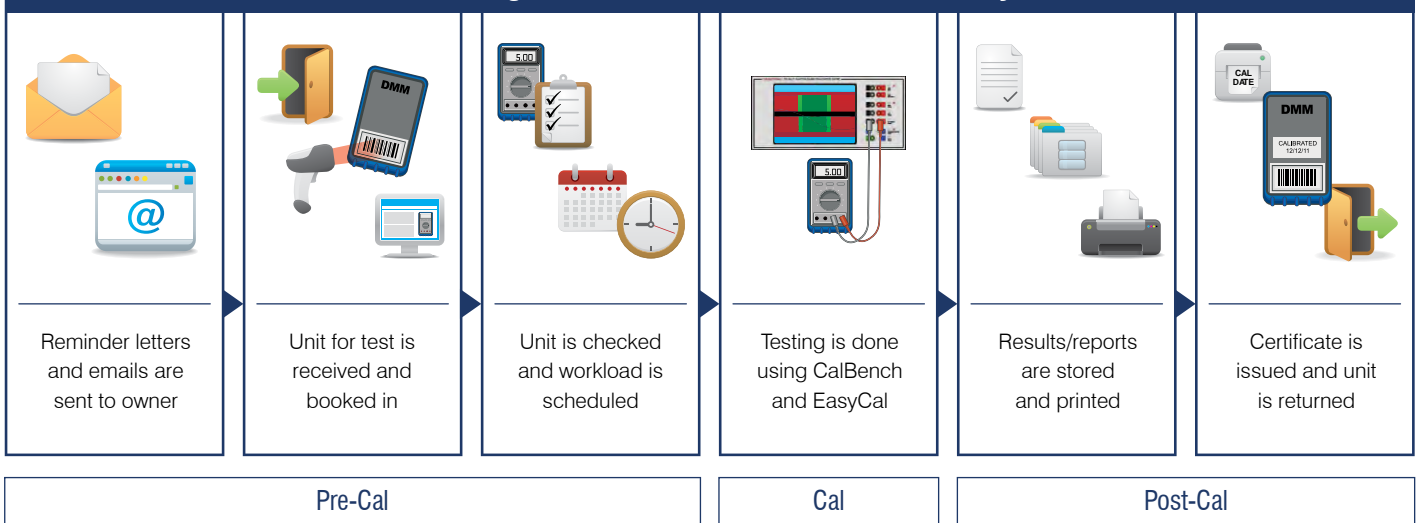 5.00
5.00
CAL
DATE
DMM
DMM
CALIBRATED
12/12/11
@
Reminder letters
and emails are
sent to owner
Unit for test is
received and
booked in
Unit is checked
and workload is
scheduled
Testing is done
using CalBench
and EasyCal
Results/reports
are stored
and printed
Certificate is
issued and unit
is returned
Pre-Cal
Cal
Post-Cal